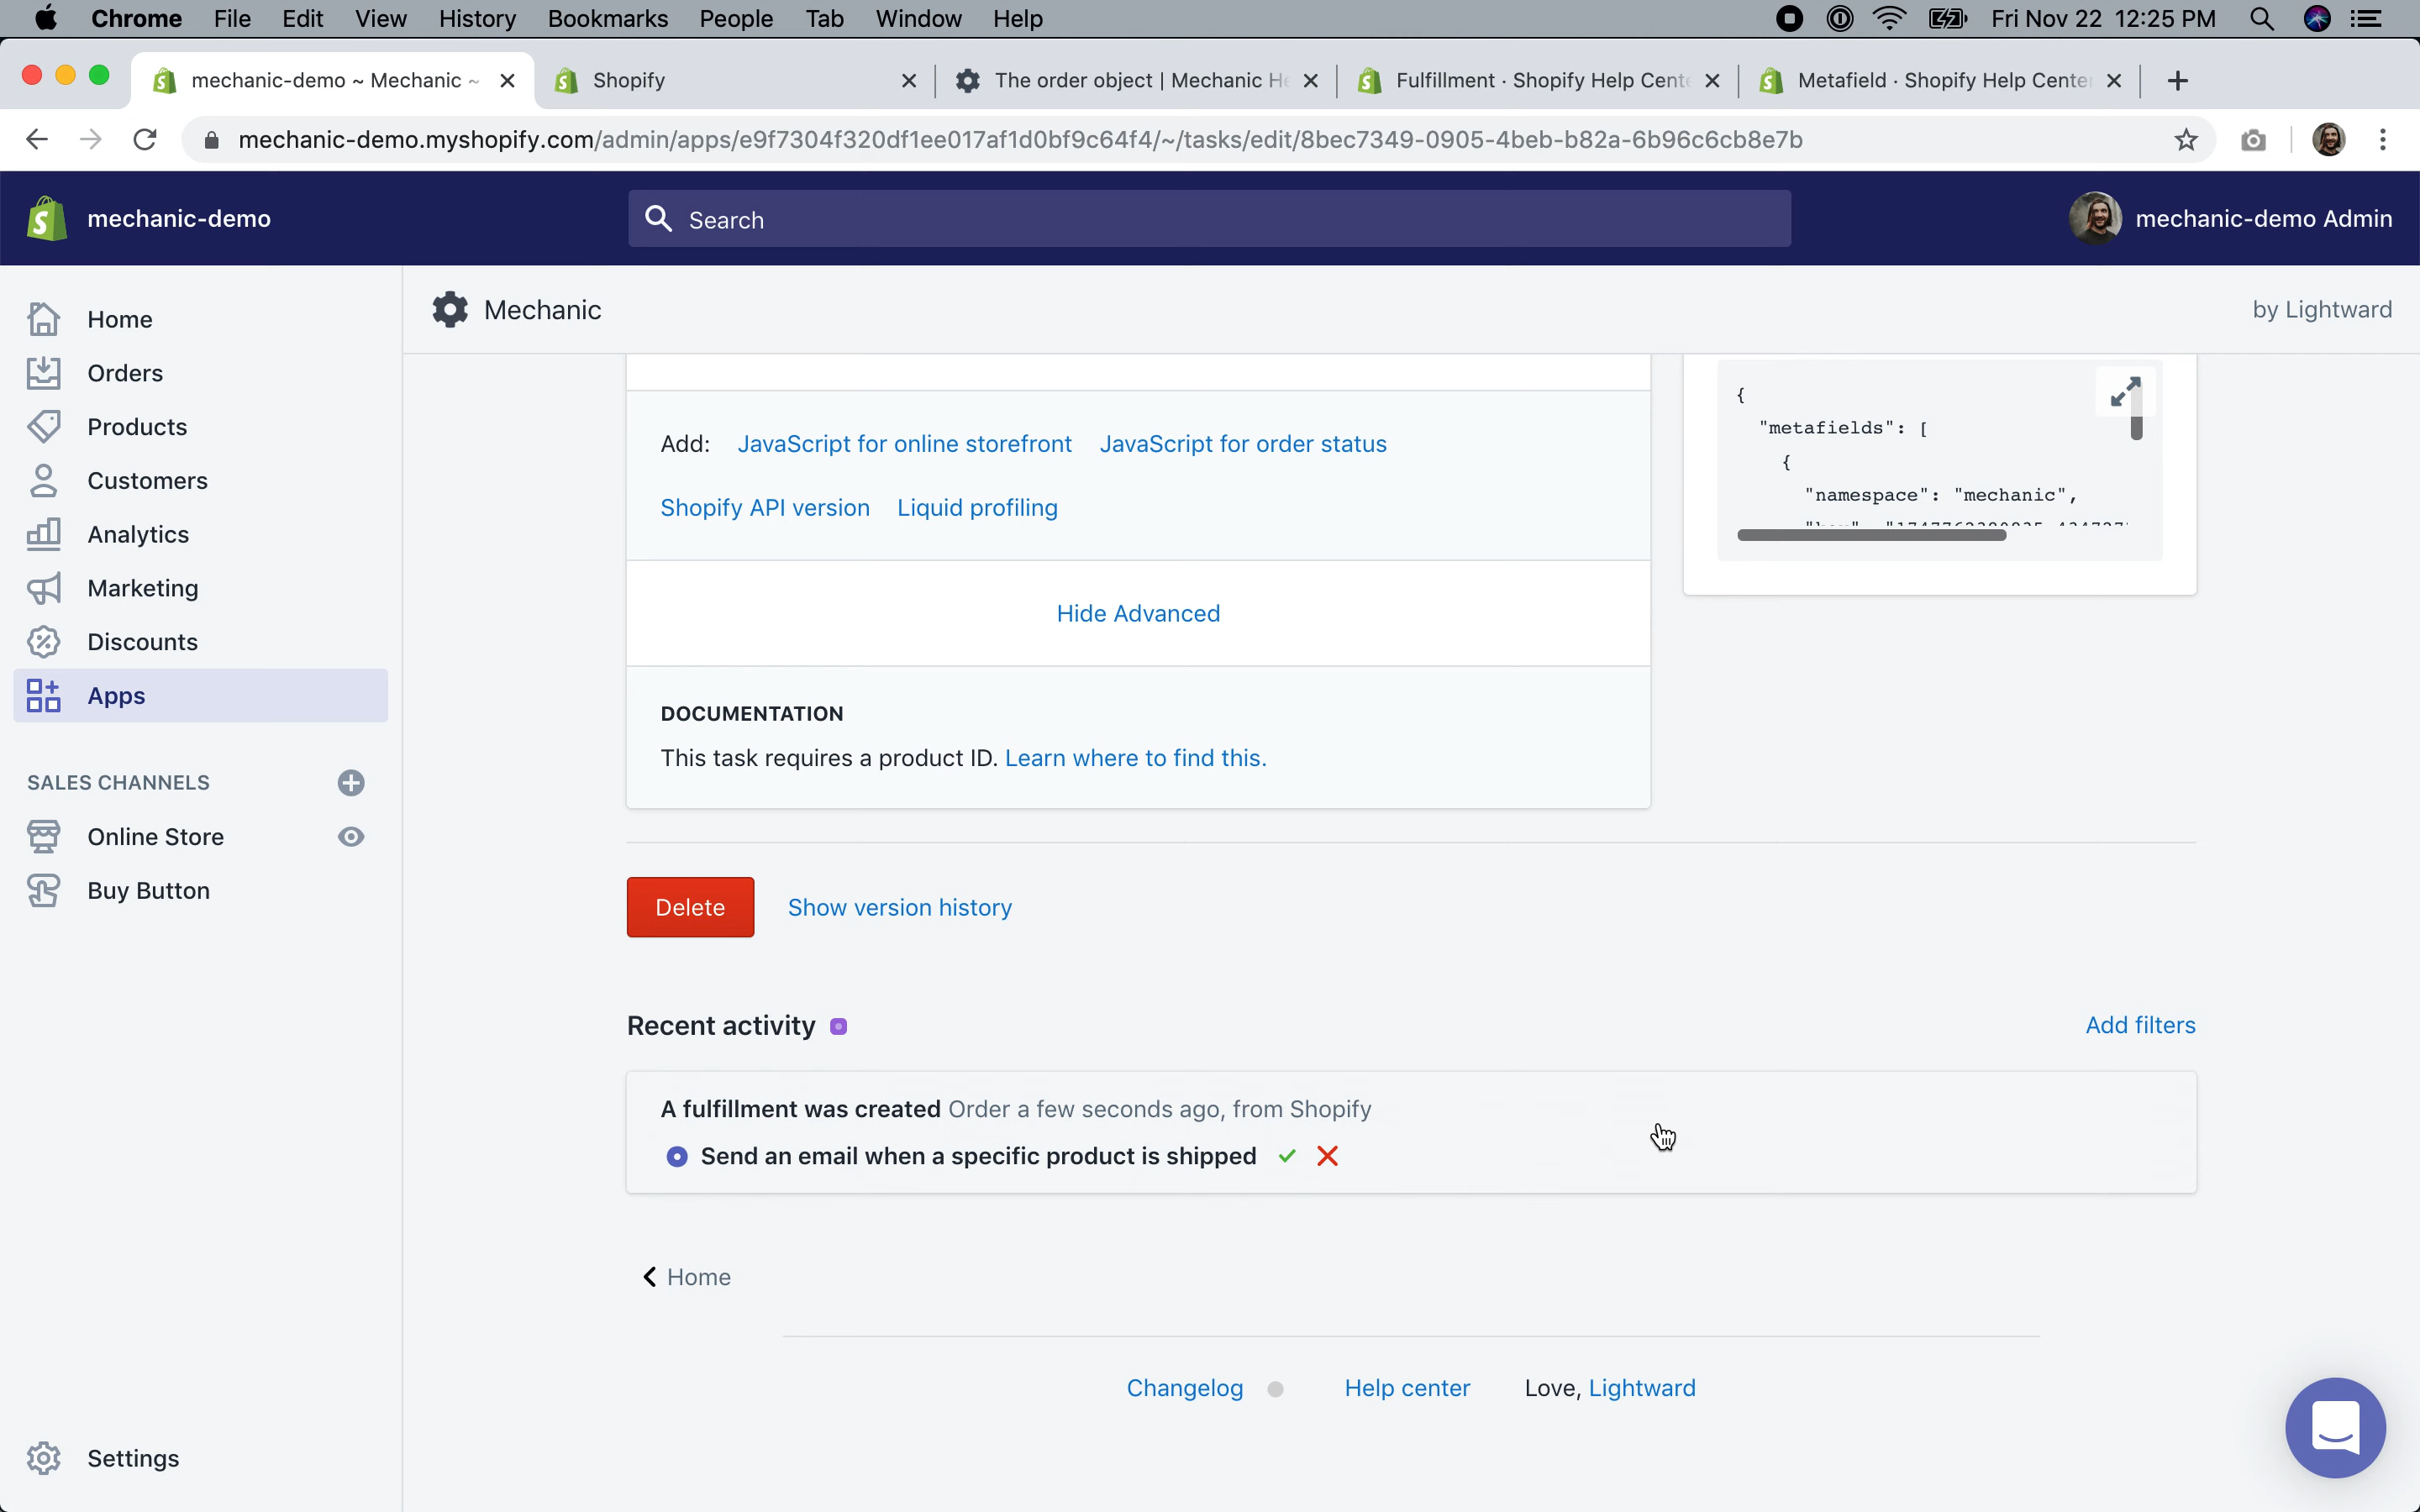 Chrome File Edit View History Bookmarks People Tab Window Help Fri Nov 22 12:25 PM
mechanic-demo ~ Mechanic ~ Shopify The order object | Mechanic He Fulfillment · Shopify Help Cente Metafield · Shopify Help Center
mechanic-demo.myshopify.com/admin/apps/e9f7304f320df1ee017af1d0bf9c64f4/~/tasks/edit/8bec7349-0905-4beb-b82a-6b96c6cb8e7b
mechanic-demo Search mechanic-demo Admin
Mechanic by Lightward
Home
Orders
Products
Customers
Analytics
Marketing
Discounts
Apps
SALES CHANNELS
Online Store
Buy Button
Settings
Add: JavaScript for online storefront JavaScript for order status
Shopify API version Liquid profiling
Hide Advanced
DOCUMENTATION
This task requires a product ID. Learn where to find this.
{
"metafields": [
{
"namespace": "mechanic",
Delete Show version history
Recent activity Add filters
A fulfillment was created Order a few seconds ago, from Shopify
Send an email when a specific product is shipped
Home
Changelog Help center Love, Lightward